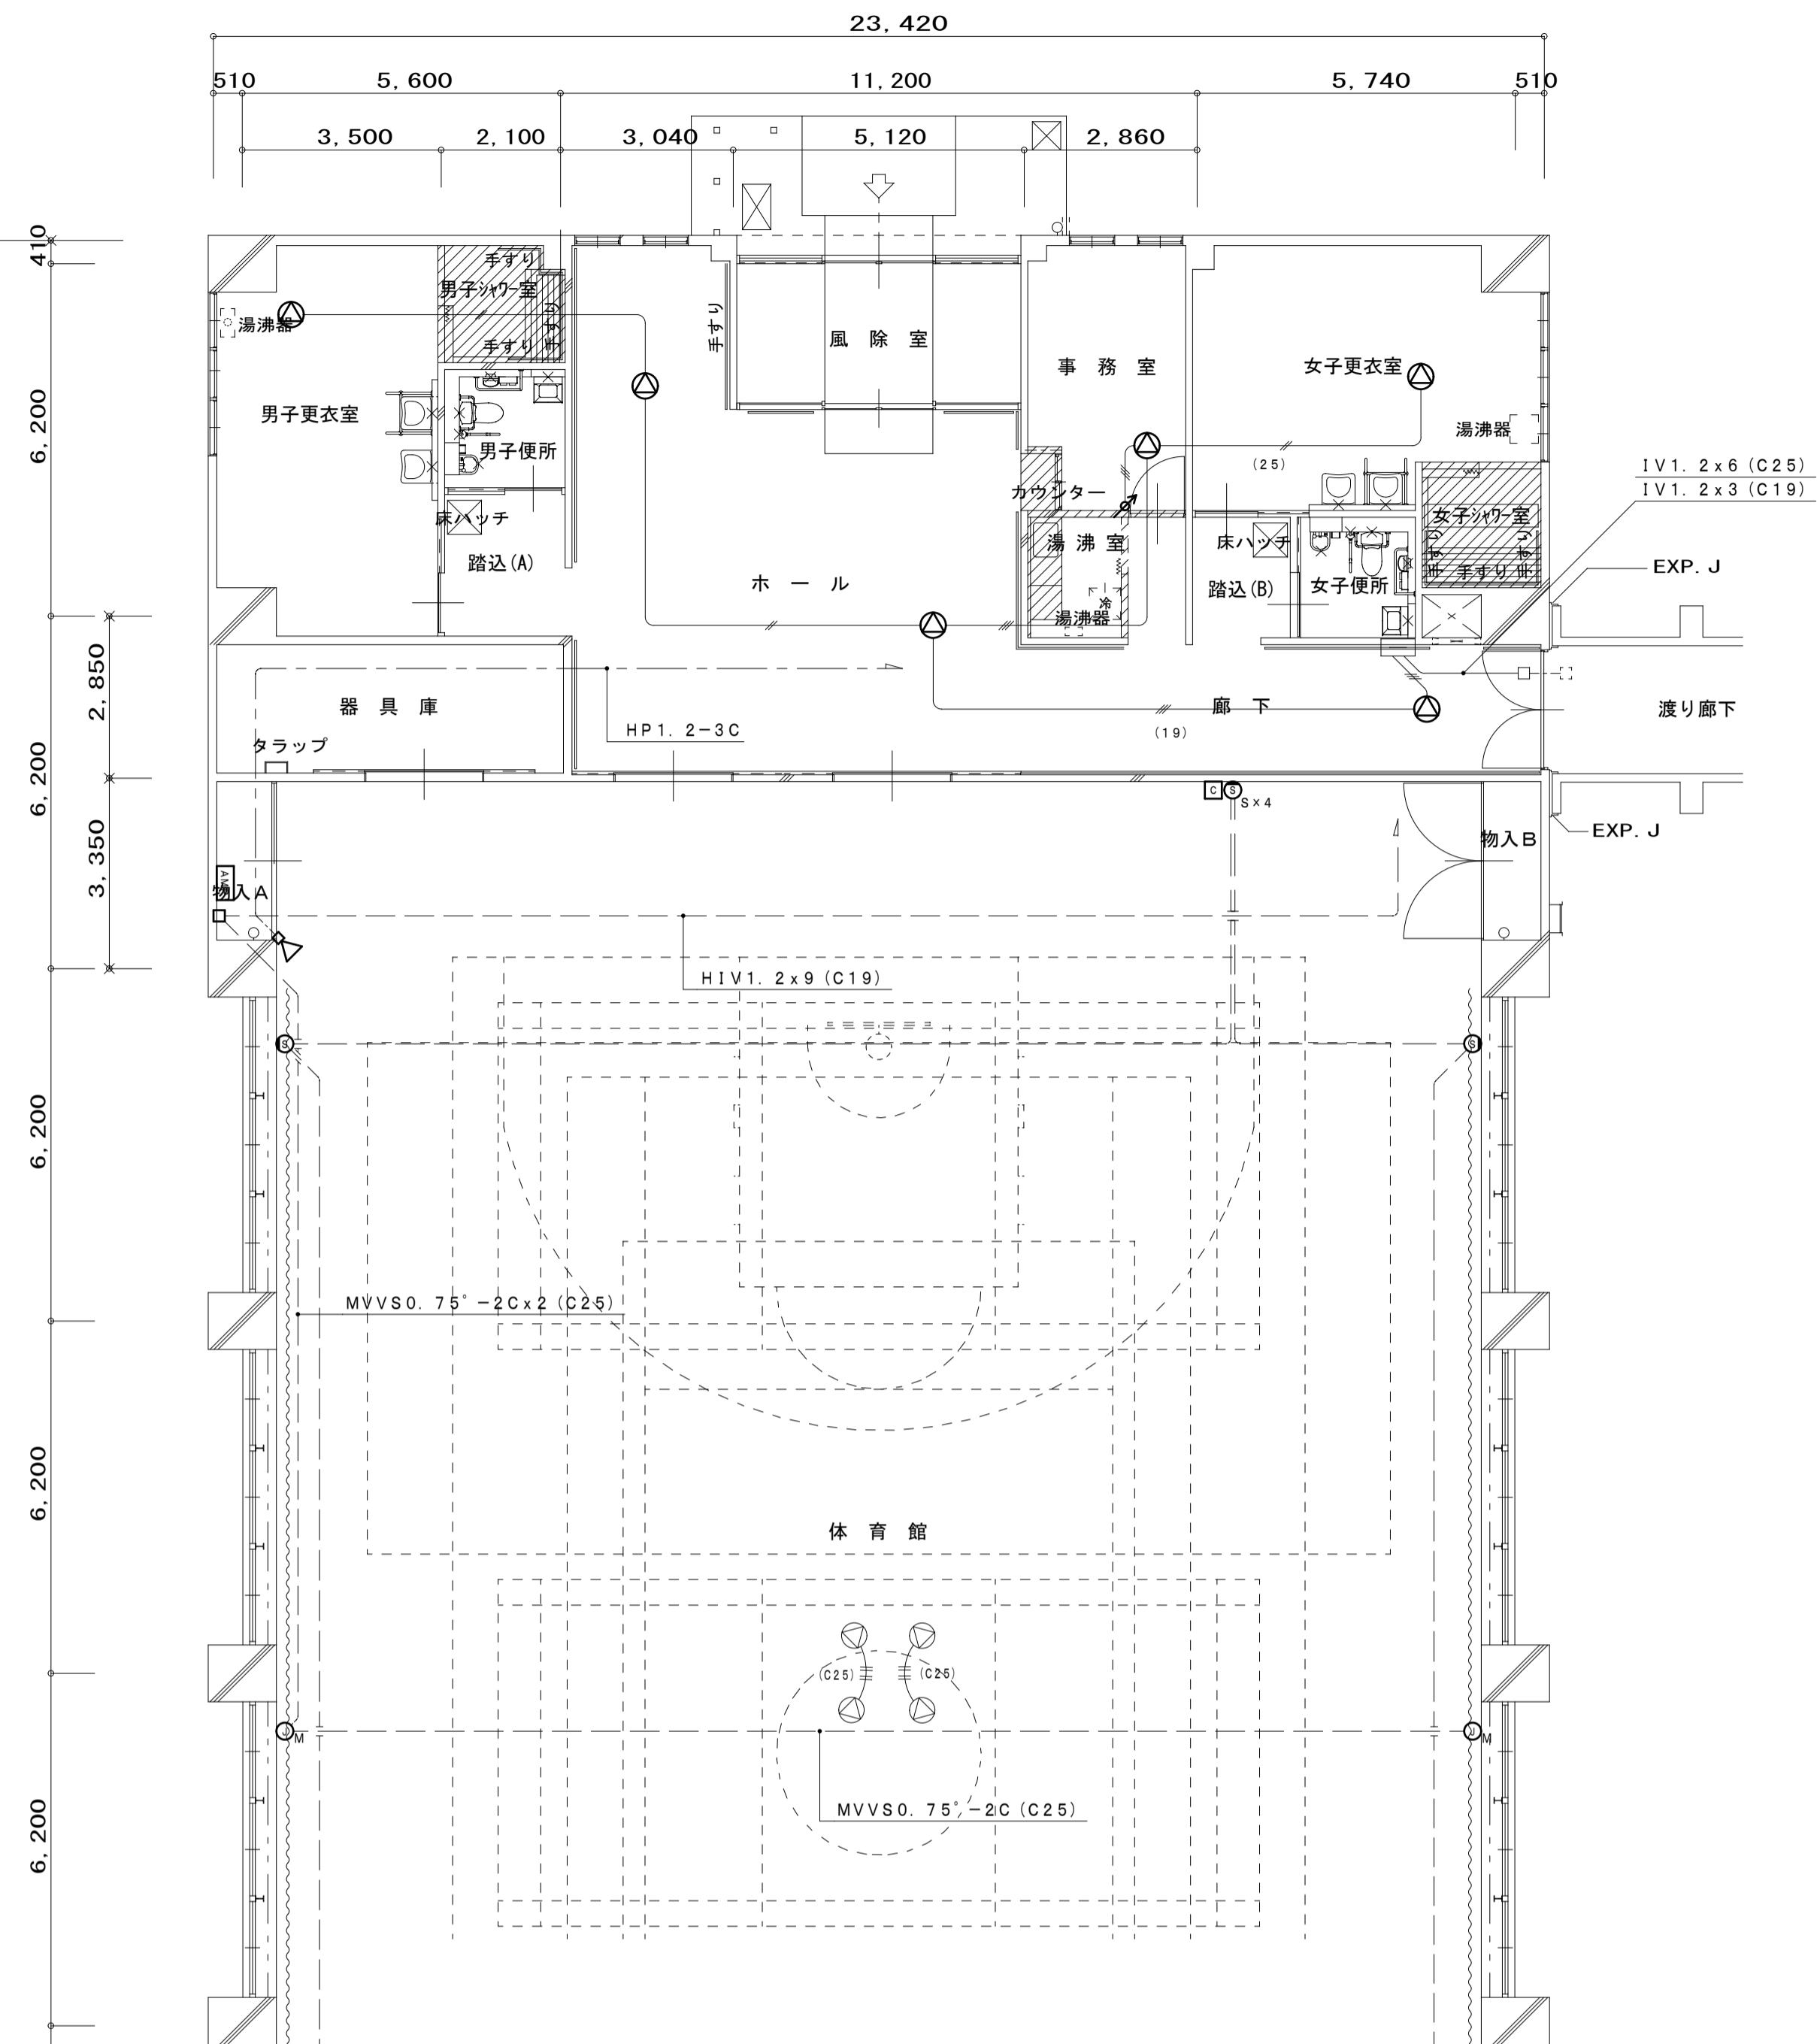 23,420
510
5,600
11,200
5,740
510
3,500
2,100
3,040
5,120
2,860
410
6,200
6,200
2,850
3,350
6,200
6,200
6,200
手すり
男子シャワー室
手すり
手すり
湯沸器
手すり
風 除 室
事 務 室
女子更衣室
男子更衣室
湯沸器
男子便所
(25)
IV1.2x6(C25)
カウンター
IV1.2x3(C19)
床ハッチ
女子シャワー室
湯 沸 室
床ハッチ
手すり
手すり
踏込(A)
EXP.J
手すり
ホ ー ル
踏込(B)
女子便所
冷
湯沸器
器 具 庫
廊 下
渡り廊下
HP1.2-3C
(19)
タラップ
C
S
S×4
EXP.J
物入B
AMP
物入A
HIV1.2x9(C19)
S
S
MVVS0.75°-2Cx2(C25)
体 育 館
(C25)
(C25)
J
M
J
M
MVVS0.75°-2C(C25)